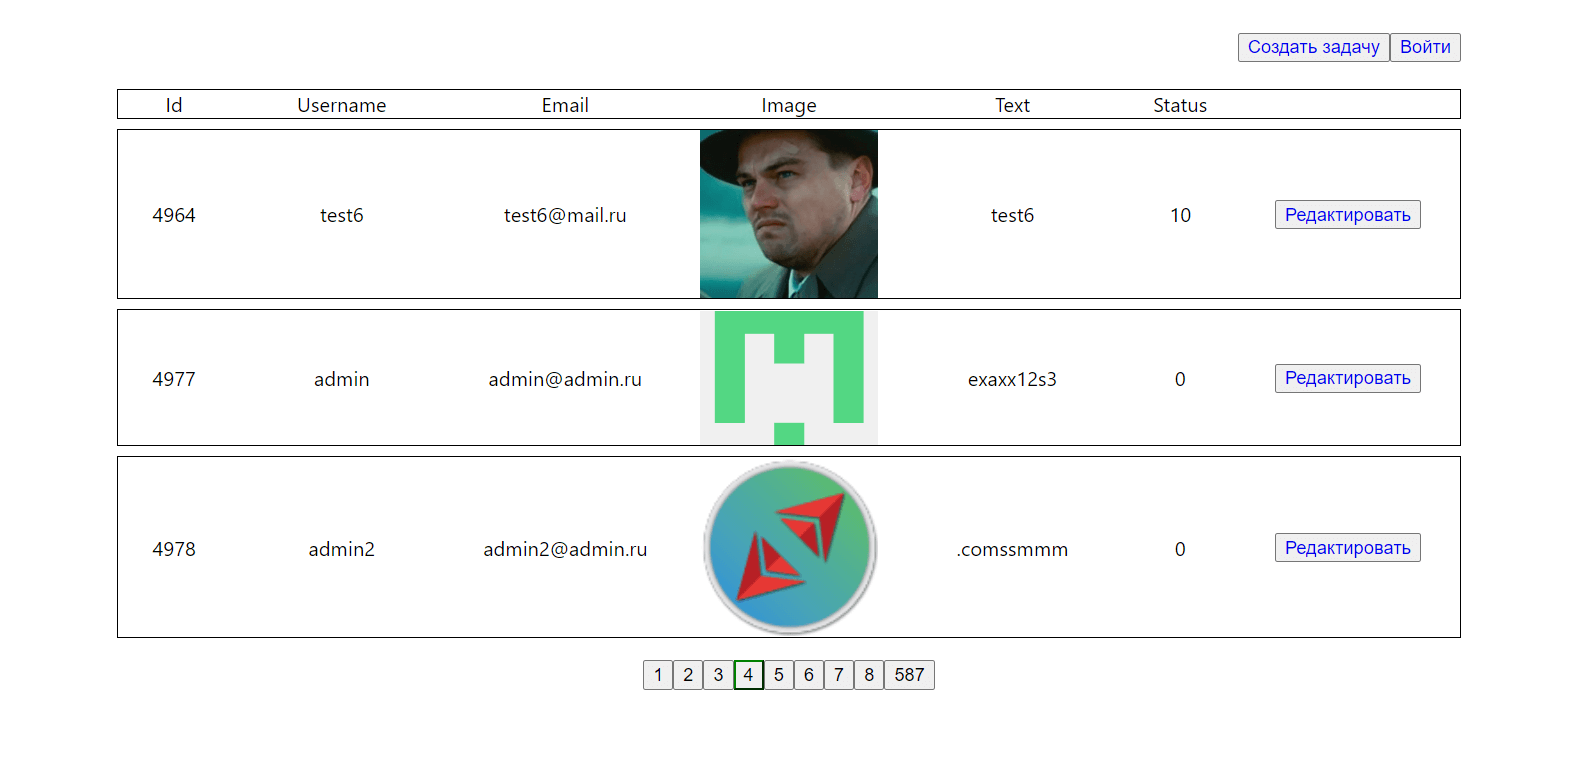 Создать задачу Войти
Id Username Email Image Text Status
4964 test6 test6@mail.ru test6 10 Редактировать
4977 admin admin@admin.ru exaxx12s3 0 Редактировать
4978 admin2 admin2@admin.ru .comssmmm 0 Редактировать
1 2 3 4 5 6 7 8 587